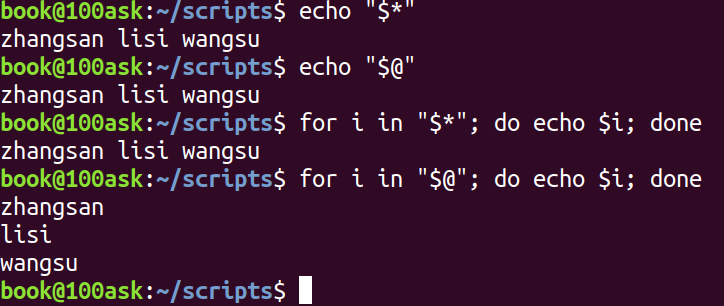 book@100ask:~/scripts$ echo "$*"
zhangsan lisi wangsu
book@100ask:~/scripts$ echo "$@"
zhangsan lisi wangsu
book@100ask:~/scripts$ for i in "$*"; do echo $i; done
zhangsan lisi wangsu
book@100ask:~/scripts$ for i in "$@"; do echo $i; done
zhangsan
lisi
wangsu
book@100ask:~/scripts$